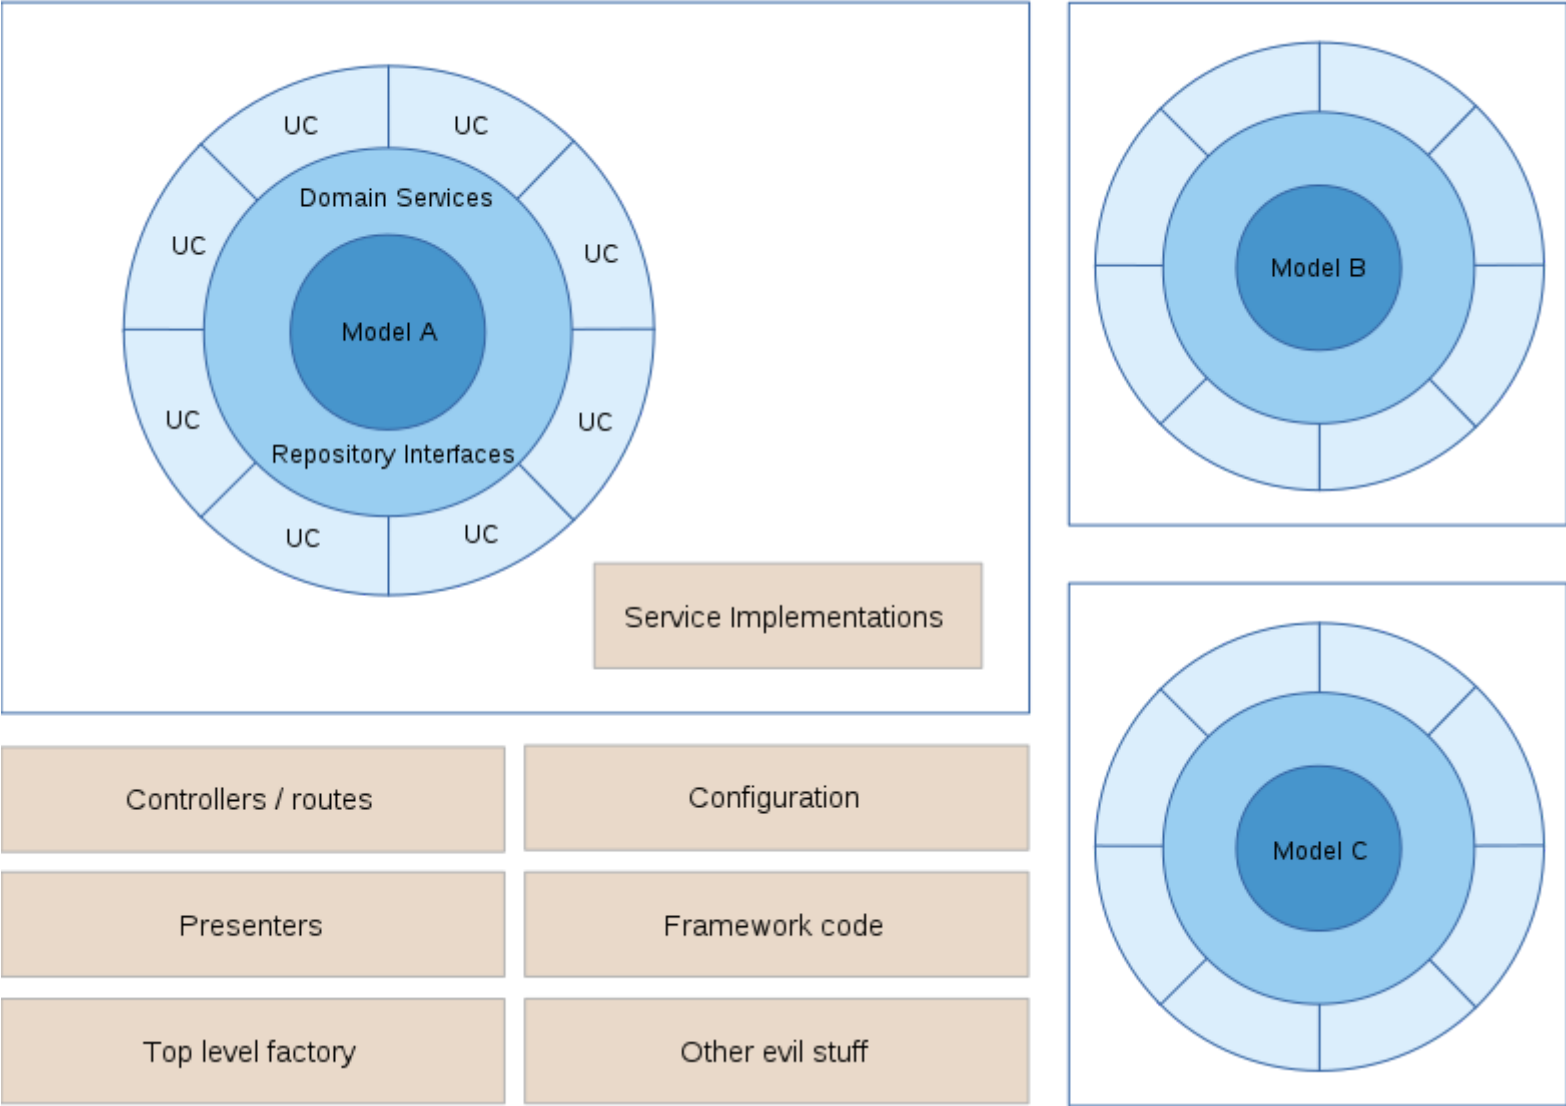 UC
UC
Domain Services
UC
UC
Model A
UC
UC
Repository Interfaces
UC
UC
Service Implementations
Model B
Controllers / routes
Configuration
Model C
Presenters
Framework code
Top level factory
Other evil stuff